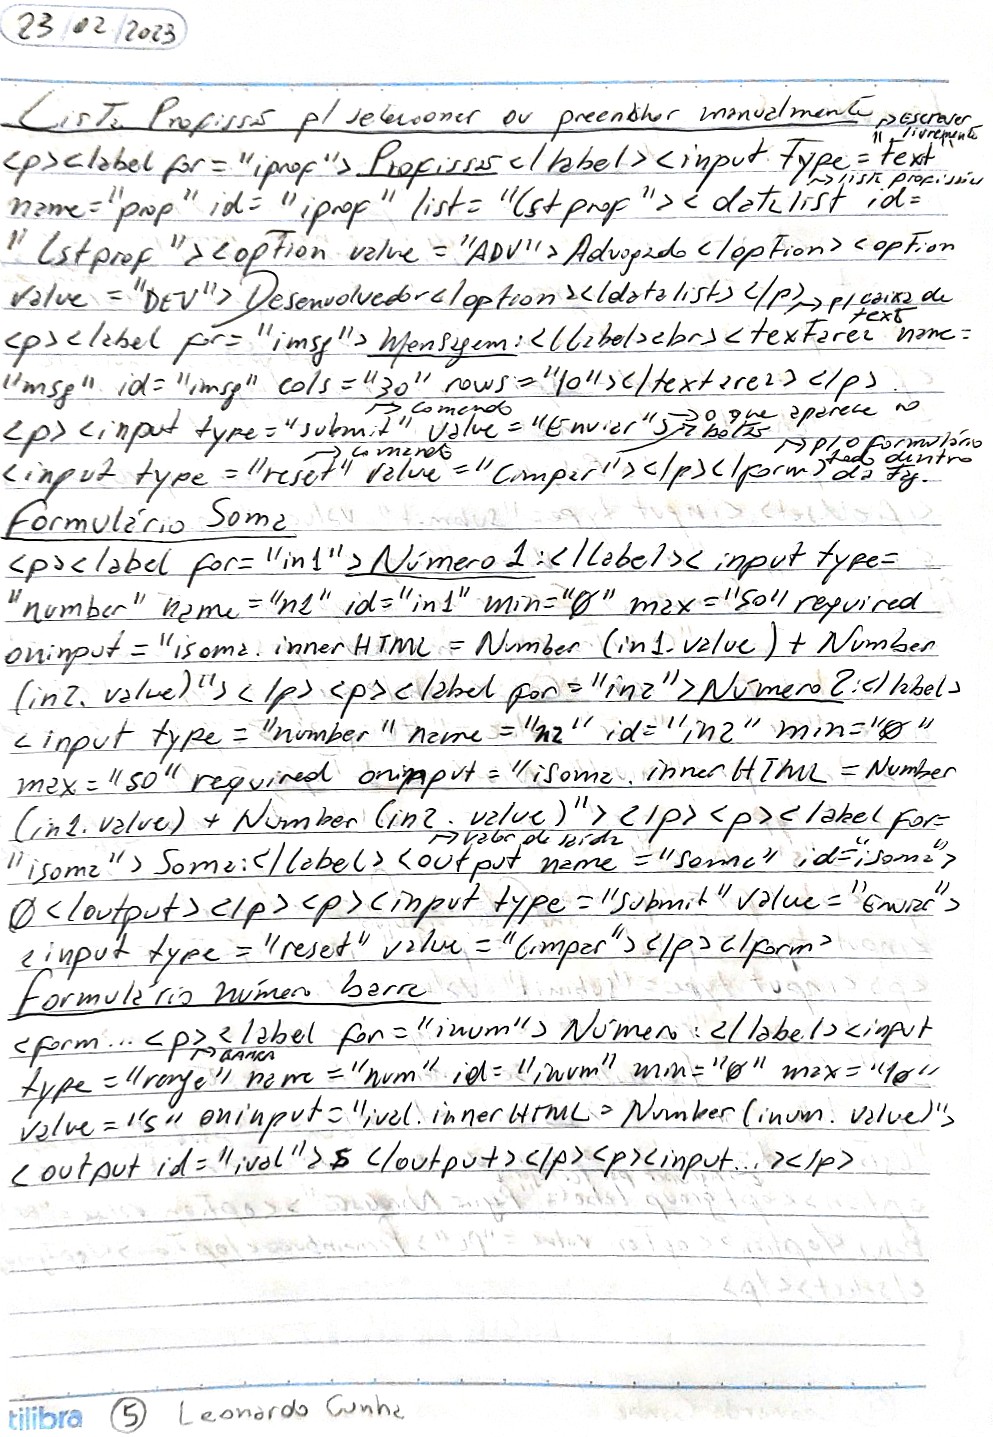 23/02/2023
Lista Profissão p/ selecionar ou preencher manualmente
→ Escrever livremente
<p><label for="iprof">Profissão</label><input type="text"
→ lista profissão
name="prop" id="iprof" list="lstprof"><datalist id=
"lstprof"><option value="ADV">Advogado</option><option
value="DEV">Desenvolvedor</option></datalist></p>
→ p/ caixa de text
<p><label for="imsg">Mensagem:</label><br><textarea name=
"msg" id="imsg" cols="30" rows="10"></textarea></p>.
→ comando
→ o que aparece no botão
<p><input type="submit" value="Enviar">
→ comando
→ p/ o formulário todo dentro da tag.
<input type="reset" value="Limpar"></p></form>
Formulário Soma
<p><label for="in1">Número 1:</label><input type=
"number" name="n1" id="in1" min="0" max="50" required
oninput="isoma.innerHTML = Number (in1.value) + Number
(in2.value)"></p><p><label for="in2">Número 2:</label>
<input type="number" name="n2" id="in2" min="0"
max="50" required oninput="isoma.innerHTML = Number
(in1.value) + Number (in2.value)"></p><p><label for=
→ valor de saída
"isoma">Soma:</label><output name="soma" id="isoma">
0</output></p><p><input type="submit" value="Enviar">
<input type="reset" value="Limpar"></p></form>
Formulário número barra
<form...<p><label for="inum">Número:</label><input
→ BARRA
type="range" name="num" id="inum" min="0" max="10"
value="5" oninput="ival.innerHTML = Number(inum.value)">
<output id="ival">5</output></p><p><input...></p>
tilibra 5 Leonardo Cunha